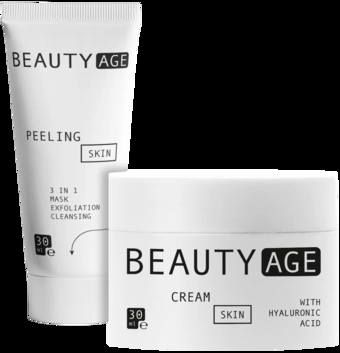 BEAUTY AGE
PEELING
SKIN
3 IN 1
MASK
EXFOLIATION
CLEANSING
30
ml e
BEAUTY AGE
CREAM
SKIN
WITH
HYALURONIC
ACID
30
ml e